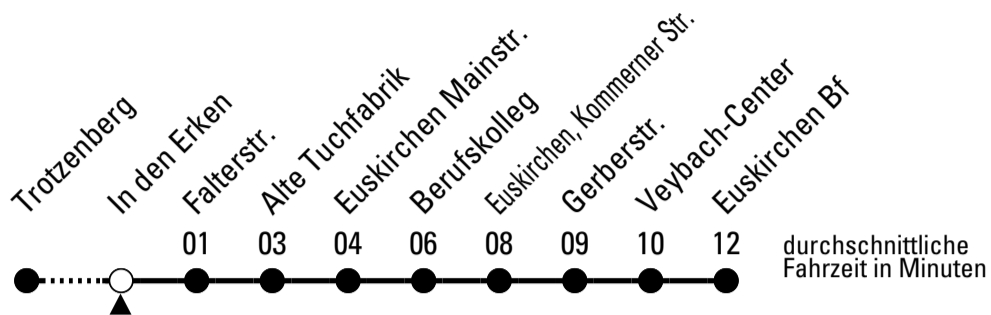 Trotzenberg
In den Erken
Falterstr.
Alte Tuchfabrik
Euskirchen Mainstr.
Berufskolleg
Euskirchen, Kommerner Str.
Gerberstr.
Veybach-Center
Euskirchen Bf
01 03 04 06 08 09 10 12
durchschnittliche
Fahrzeit in Minuten